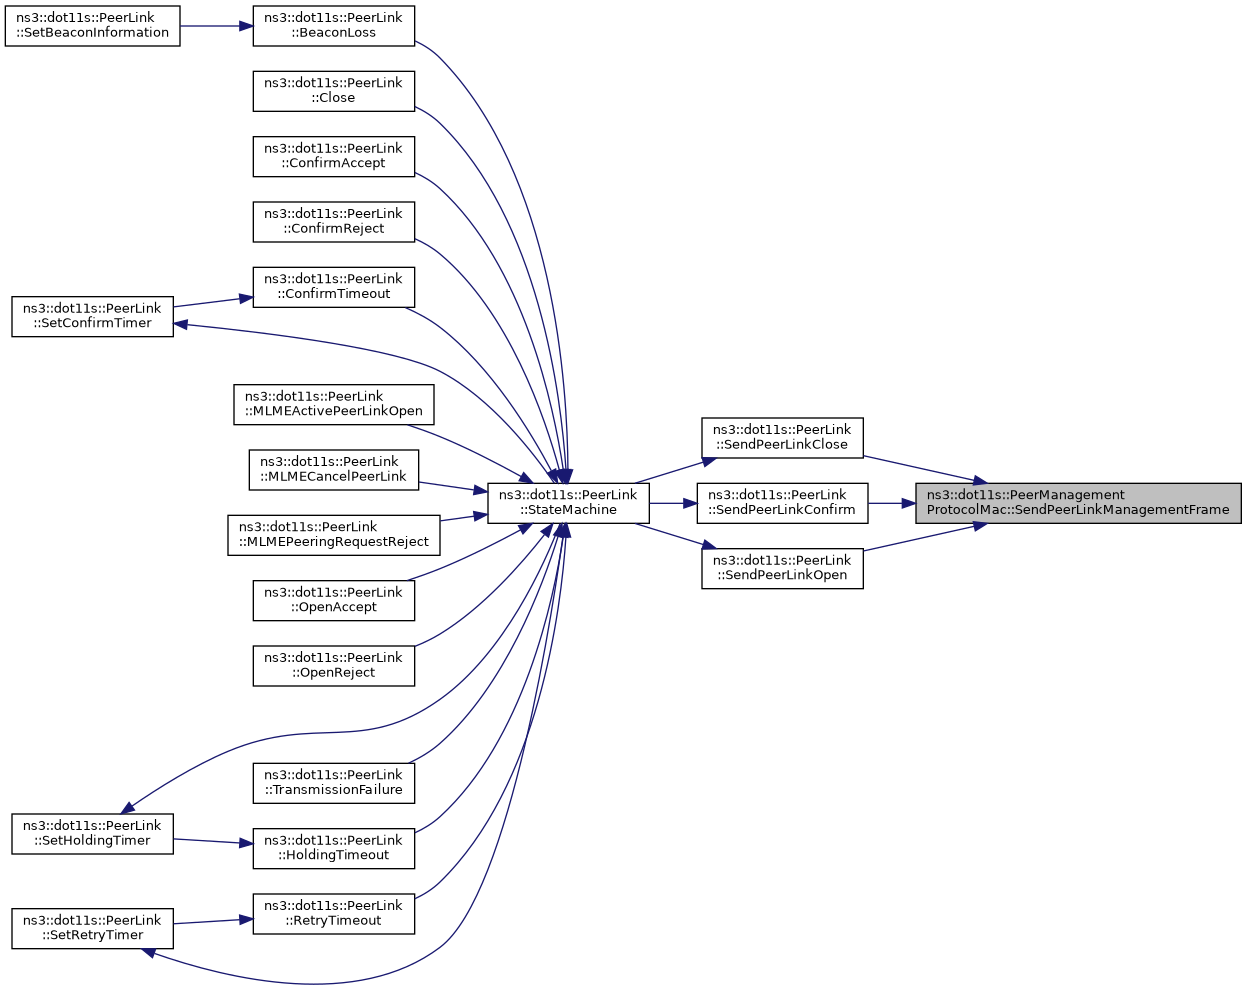 ns3::dot11s::PeerLink
::SetBeaconInformation
ns3::dot11s::PeerLink
::BeaconLoss
ns3::dot11s::PeerLink
::Close
ns3::dot11s::PeerLink
::ConfirmAccept
ns3::dot11s::PeerLink
::ConfirmReject
ns3::dot11s::PeerLink
::ConfirmTimeout
ns3::dot11s::PeerLink
::SetConfirmTimer
ns3::dot11s::PeerLink
::MLMEActivePeerLinkOpen
ns3::dot11s::PeerLink
::MLMECancelPeerLink
ns3::dot11s::PeerLink
::MLMEPeeringRequestReject
ns3::dot11s::PeerLink
::OpenAccept
ns3::dot11s::PeerLink
::OpenReject
ns3::dot11s::PeerLink
::TransmissionFailure
ns3::dot11s::PeerLink
::SetHoldingTimer
ns3::dot11s::PeerLink
::HoldingTimeout
ns3::dot11s::PeerLink
::RetryTimeout
ns3::dot11s::PeerLink
::SetRetryTimer
ns3::dot11s::PeerLink
::StateMachine
ns3::dot11s::PeerLink
::SendPeerLinkClose
ns3::dot11s::PeerLink
::SendPeerLinkConfirm
ns3::dot11s::PeerLink
::SendPeerLinkOpen
ns3::dot11s::PeerManagement
ProtocolMac::SendPeerLinkManagementFrame